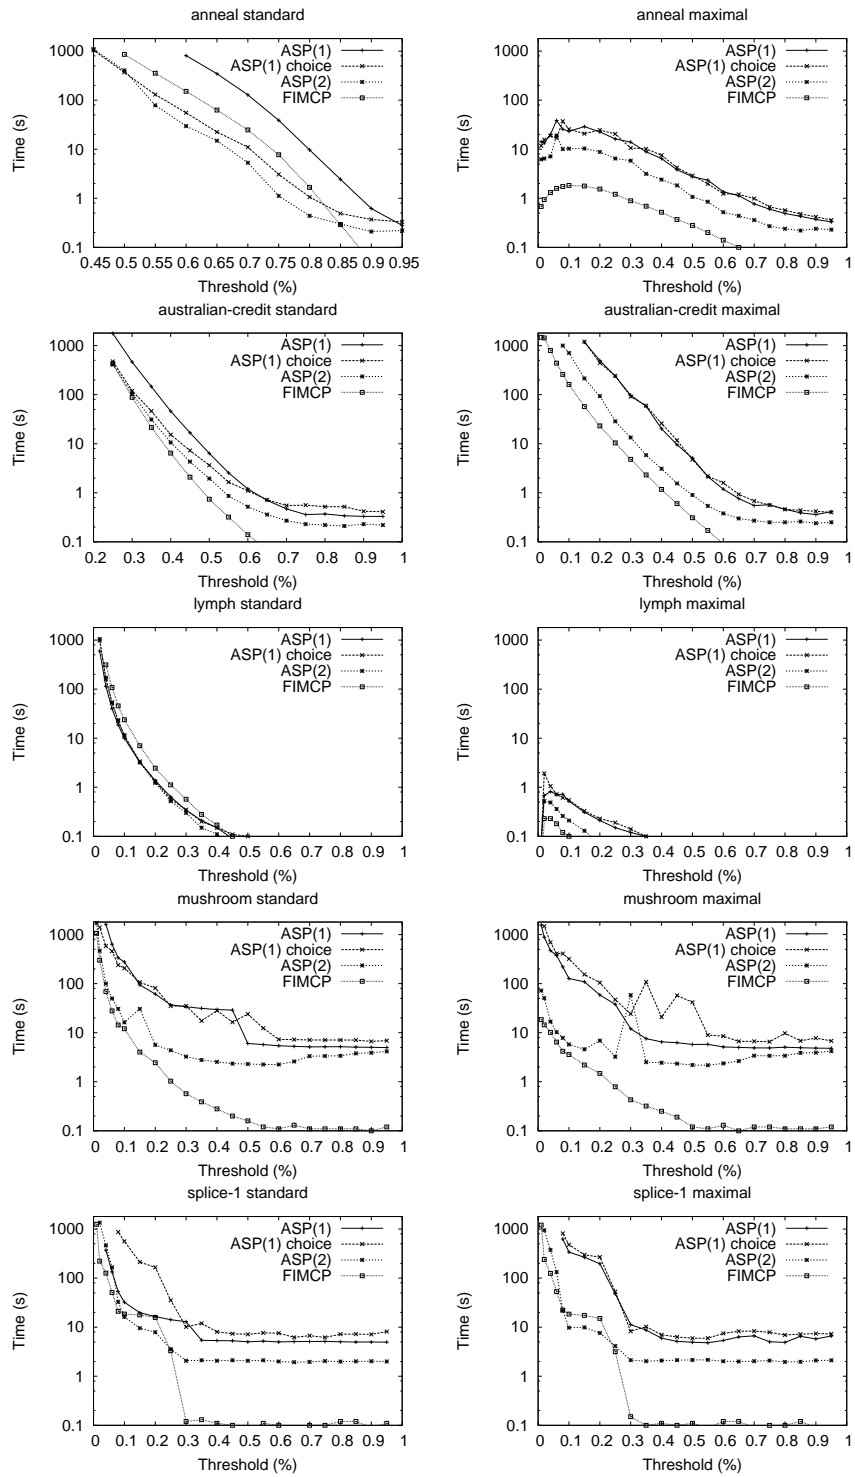 anneal standard
Time (s)
1000
100
10
1
0.1
0.45 0.5 0.55 0.6 0.65 0.7 0.75 0.8 0.85 0.9 0.95
Threshold (%)
ASP(1)
ASP(1) choice
ASP(2)
FIMCP
anneal maximal
Time (s)
1000
100
10
1
0.1
0 0.1 0.2 0.3 0.4 0.5 0.6 0.7 0.8 0.9 1
Threshold (%)
ASP(1)
ASP(1) choice
ASP(2)
FIMCP
australian-credit standard
Time (s)
1000
100
10
1
0.1
0.2 0.3 0.4 0.5 0.6 0.7 0.8 0.9 1
Threshold (%)
ASP(1)
ASP(1) choice
ASP(2)
FIMCP
australian-credit maximal
Time (s)
1000
100
10
1
0.1
0 0.1 0.2 0.3 0.4 0.5 0.6 0.7 0.8 0.9 1
Threshold (%)
ASP(1)
ASP(1) choice
ASP(2)
FIMCP
lymph standard
Time (s)
1000
100
10
1
0.1
0 0.1 0.2 0.3 0.4 0.5 0.6 0.7 0.8 0.9 1
Threshold (%)
ASP(1)
ASP(1) choice
ASP(2)
FIMCP
lymph maximal
Time (s)
1000
100
10
1
0.1
0 0.1 0.2 0.3 0.4 0.5 0.6 0.7 0.8 0.9 1
Threshold (%)
ASP(1)
ASP(1) choice
ASP(2)
FIMCP
mushroom standard
Time (s)
1000
100
10
1
0.1
0 0.1 0.2 0.3 0.4 0.5 0.6 0.7 0.8 0.9 1
Threshold (%)
ASP(1)
ASP(1) choice
ASP(2)
FIMCP
mushroom maximal
Time (s)
1000
100
10
1
0.1
0 0.1 0.2 0.3 0.4 0.5 0.6 0.7 0.8 0.9 1
Threshold (%)
ASP(1)
ASP(1) choice
ASP(2)
FIMCP
splice-1 standard
Time (s)
1000
100
10
1
0.1
0 0.1 0.2 0.3 0.4 0.5 0.6 0.7 0.8 0.9 1
Threshold (%)
ASP(1)
ASP(1) choice
ASP(2)
FIMCP
splice-1 maximal
Time (s)
1000
100
10
1
0.1
0 0.1 0.2 0.3 0.4 0.5 0.6 0.7 0.8 0.9 1
Threshold (%)
ASP(1)
ASP(1) choice
ASP(2)
FIMCP